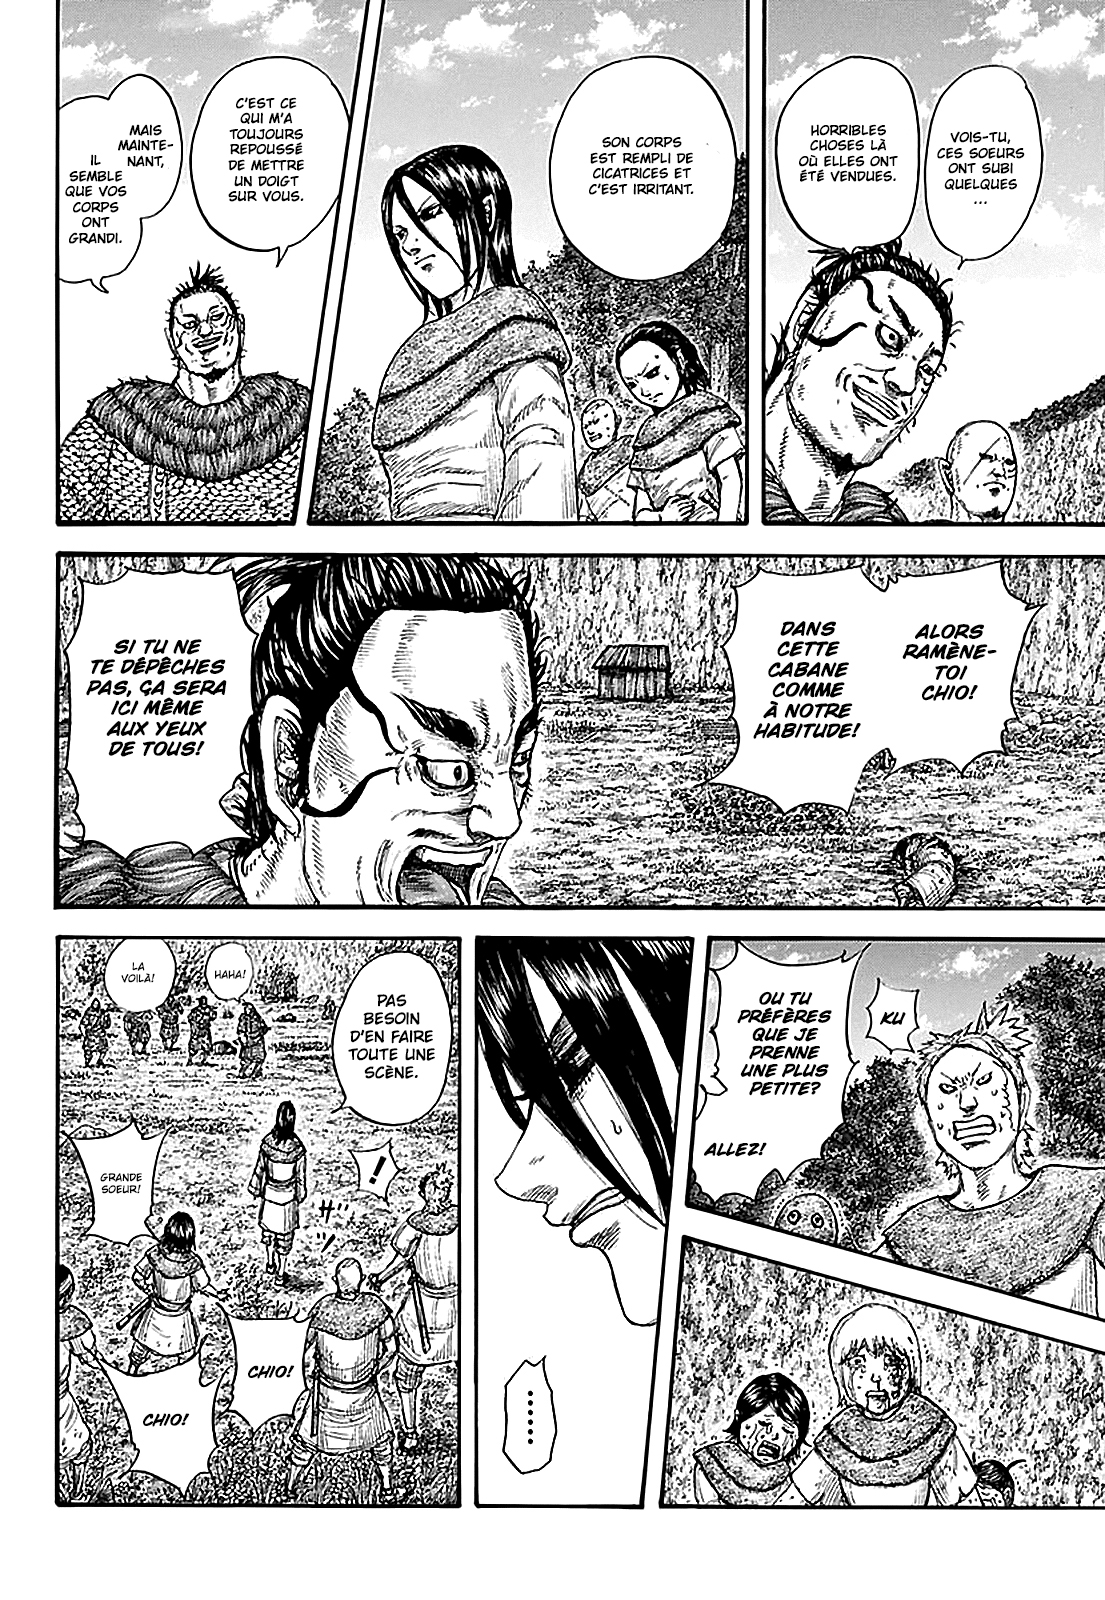 VOIS-TU,
CES SOEURS
ONT SUBI
QUELQUES
...
HORRIBLES
CHOSES LÀ
OÙ ELLES ONT
ÉTÉ VENDUES.
SON CORPS
EST REMPLI DE
CICATRICES ET
C'EST IRRITANT.
C'EST CE
QUI M'A
TOUJOURS
REPOUSSÉ
DE METTRE
UN DOIGT
SUR VOUS.
MAIS
MAINTE-
NANT,
IL
SEMBLE
QUE VOS
CORPS
ONT
GRANDI.
ALORS
RAMÈNE-
TOI
CHIO!
DANS
CETTE
CABANE
COMME
À NOTRE
HABITUDE!
SI TU NE
TE DÉPÊCHES
PAS, ÇA SERA
ICI MÊME
AUX YEUX
DE TOUS!
KU
OU TU
PRÉFÈRES
QUE JE
PRENNE
UNE PLUS
PETITE?
ALLEZ!
......
PAS
BESOIN
D'EN FAIRE
TOUTE UNE
SCÈNE.
HAHA!
LA
VOILÀ!
!
ザッ
ザッ
GRANDE
SOEUR!
CHIO!
CHIO!